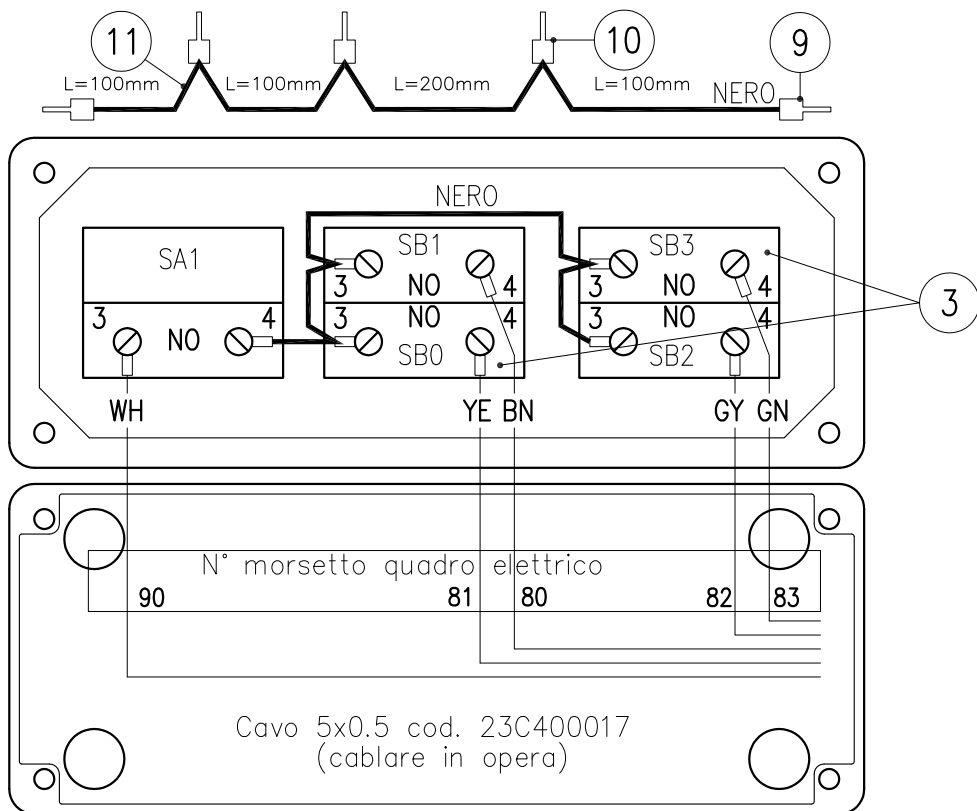 11
10
9
L=100mm
L=100mm
L=200mm
L=100mm
NERO
NERO
SA1
SB1
SB3
3
NO
4
3
NO
4
3
3
NO
4
3
NO
4
3
NO
4
SB0
SB2
WH
YE
BN
GY
GN
N° morsetto quadro elettrico
90
81
80
82
83
Cavo 5x0.5 cod. 23C400017
(cablare in opera)